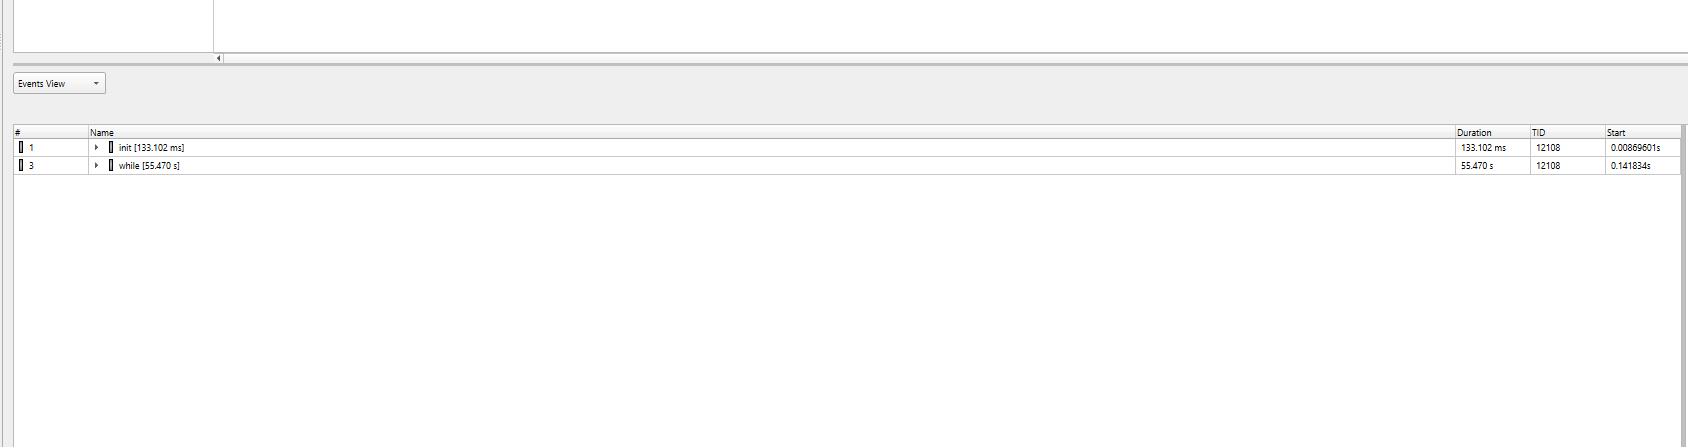 Events View
# Name Duration TID Start
1 init [133.102 ms] 133.102 ms 12108 0.00869601s
3 while [55.470 s] 55.470 s 12108 0.141834s